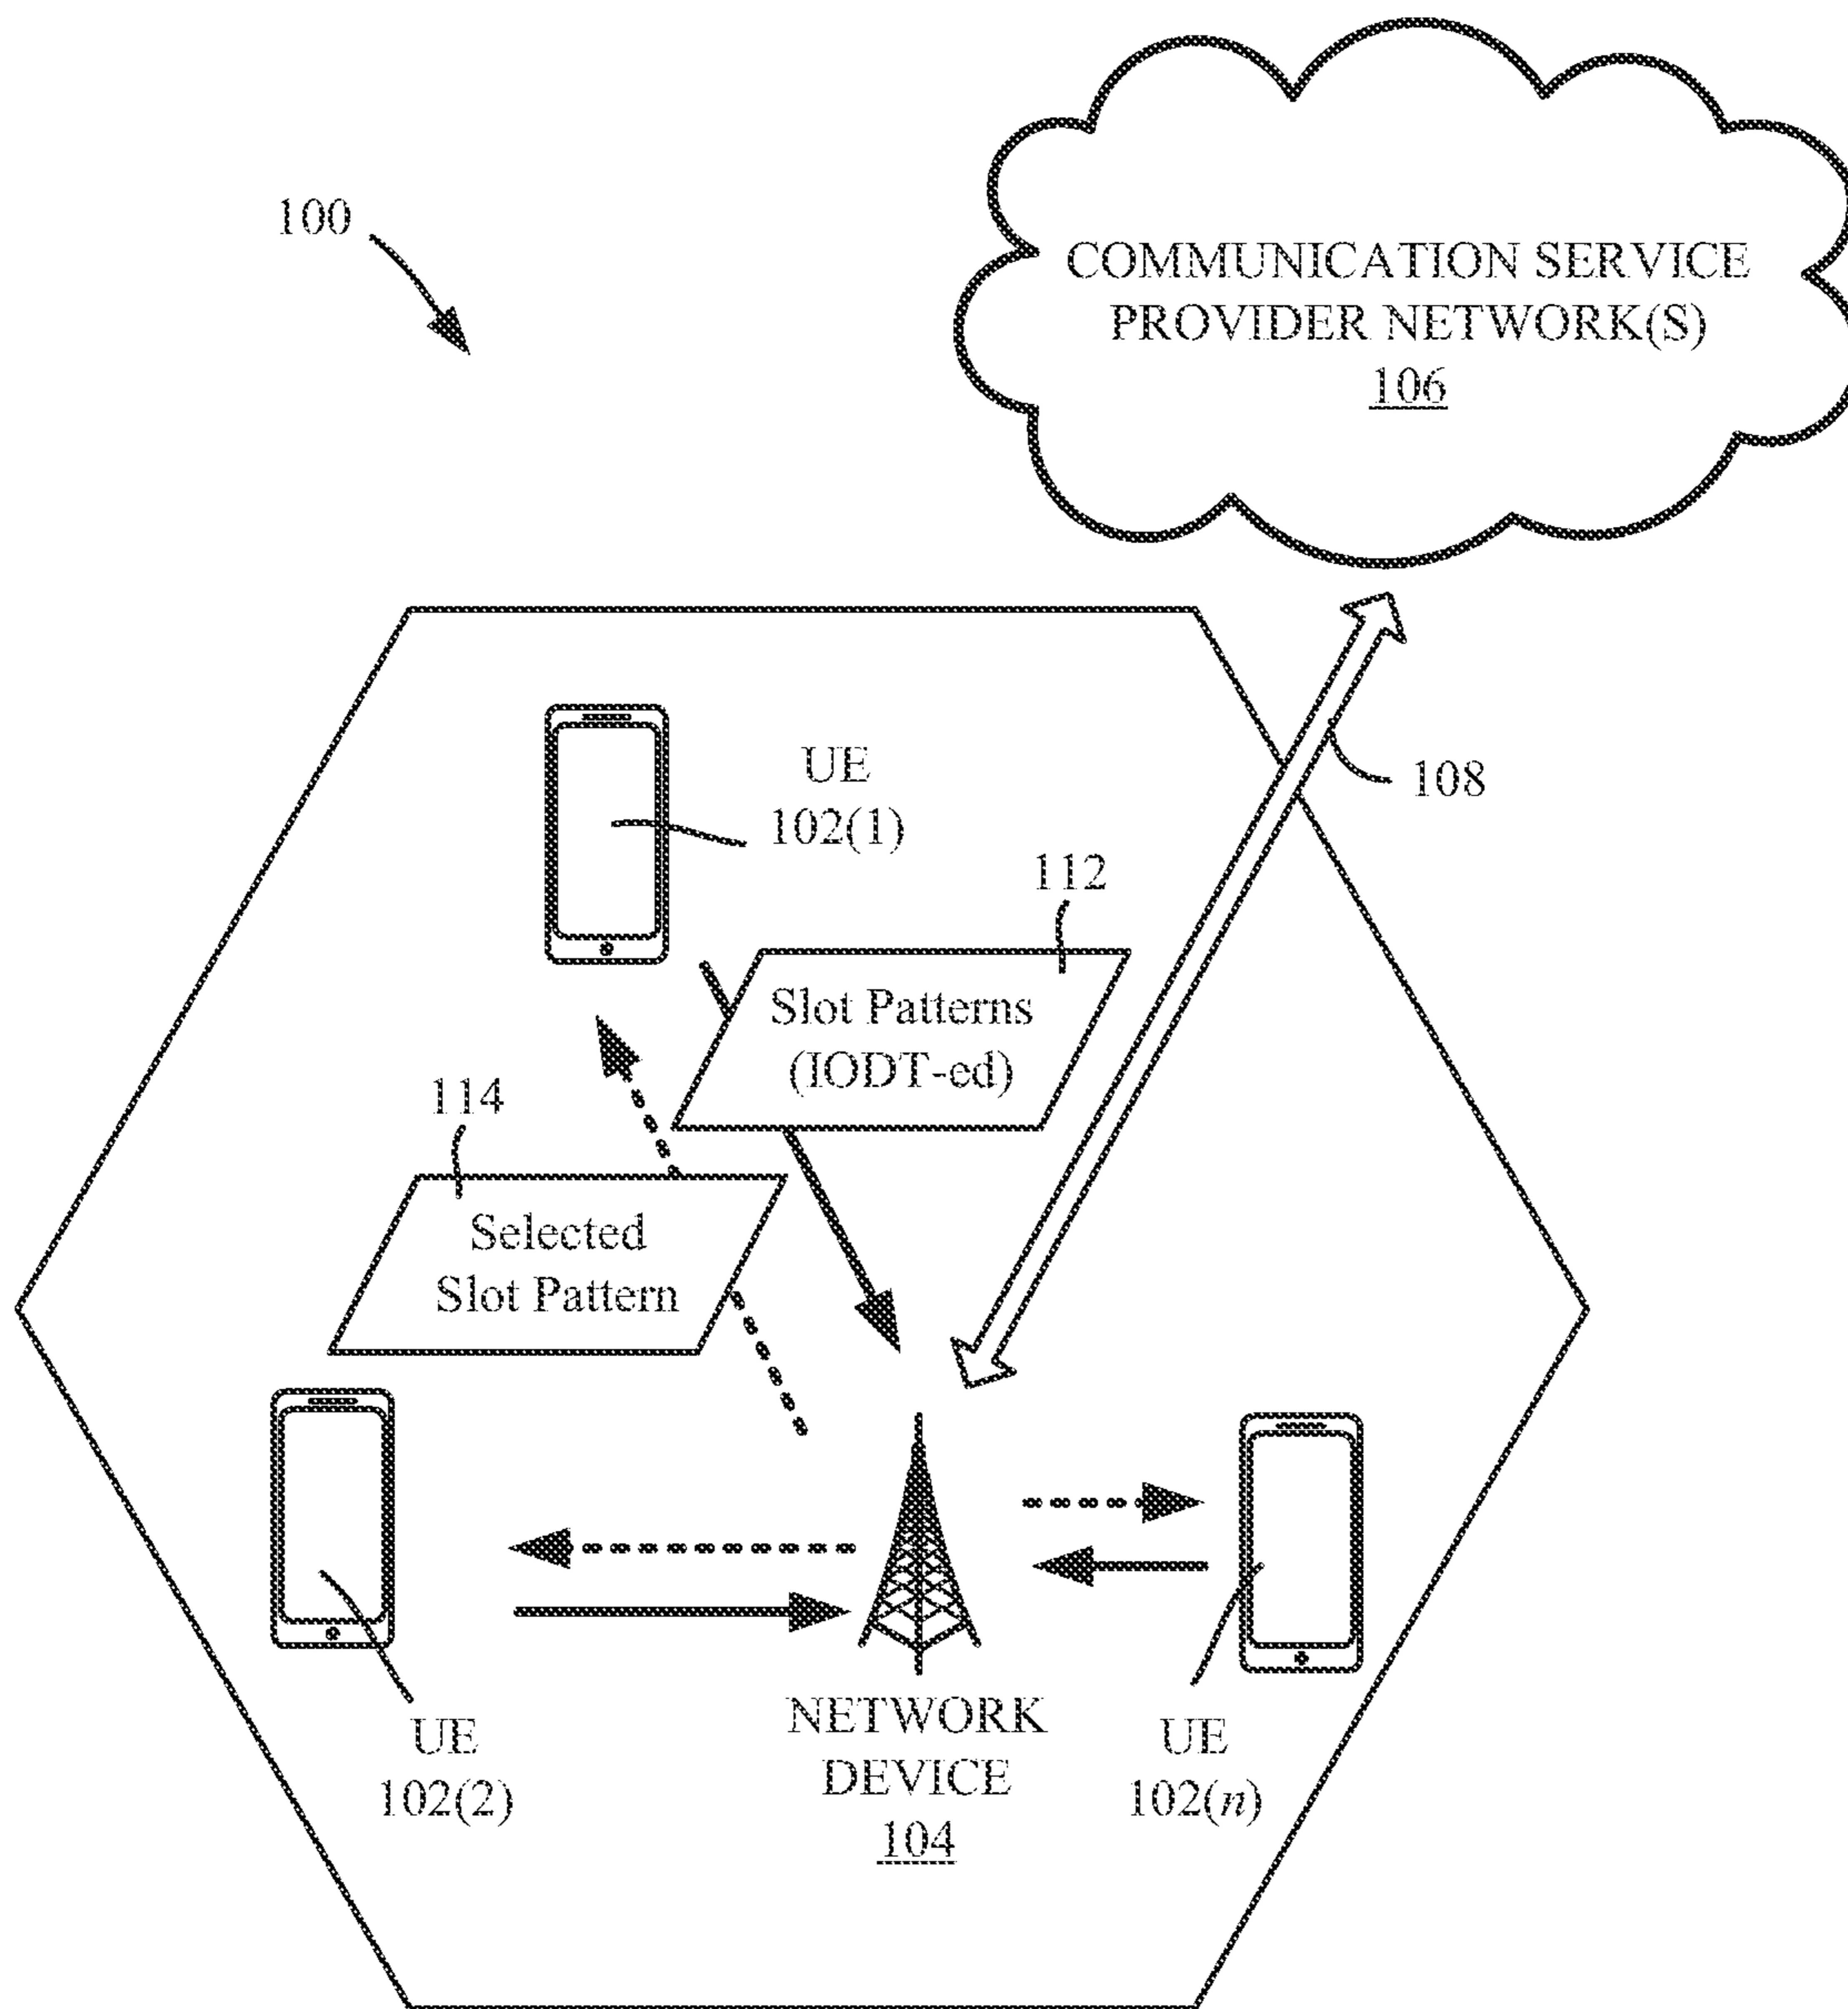 100
COMMUNICATION SERVICE
PROVIDER NETWORK(S)
106
108
UE
102(1)
112
Slot Patterns
(IODT-ed)
114
Selected
Slot Pattern
UE
102(2)
NETWORK
DEVICE
104
UE
102(n)